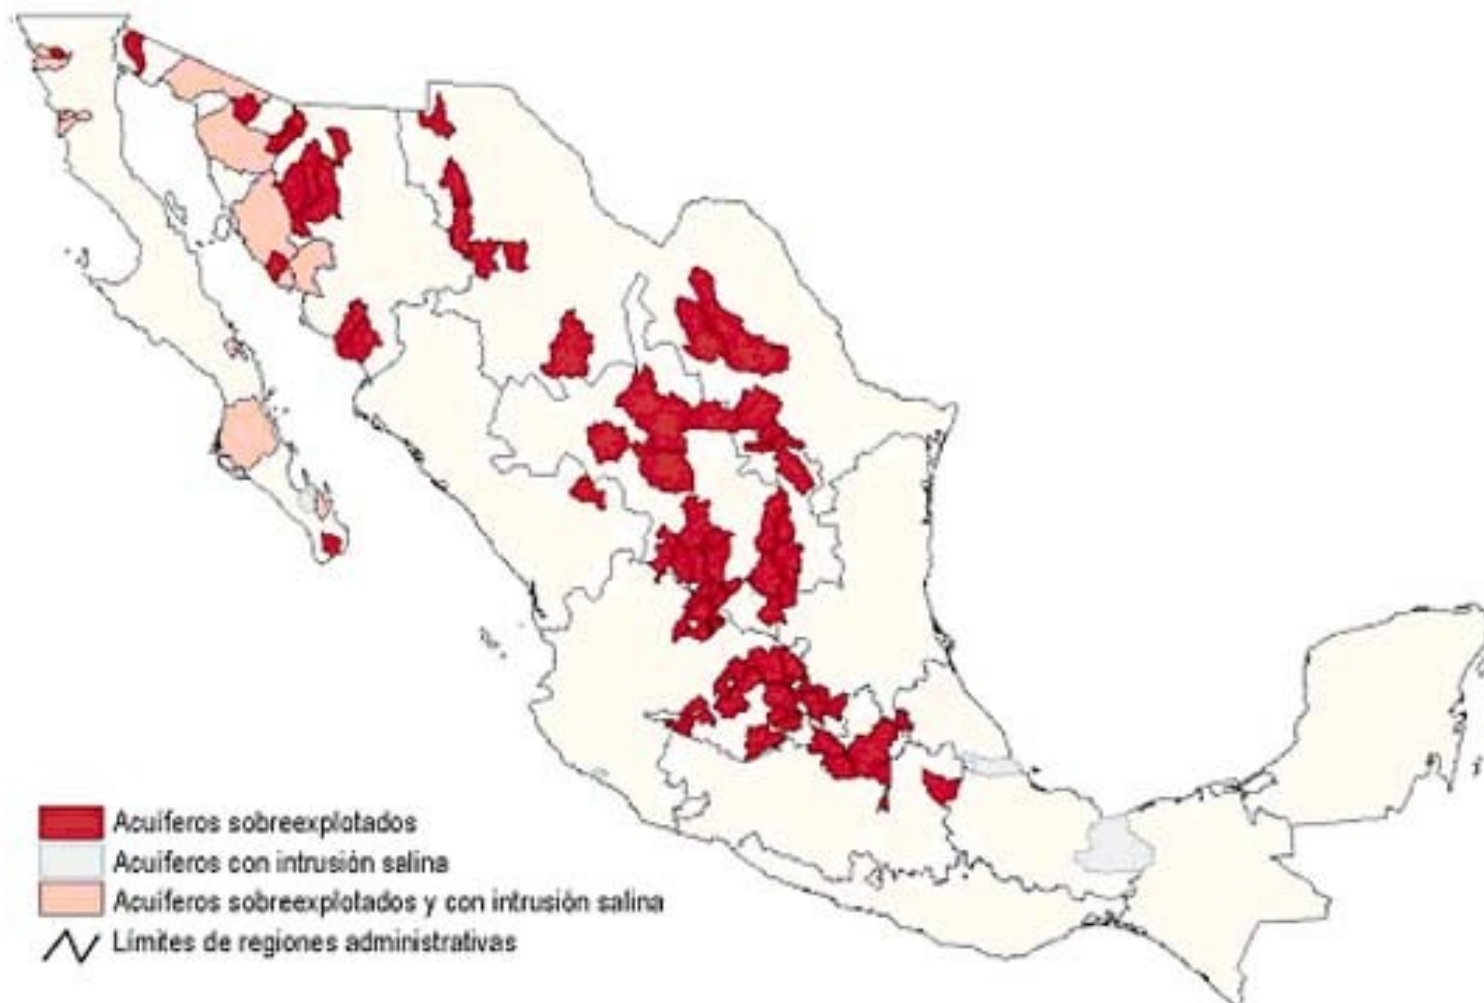 Acuíferos sobreexplotados
Acuíferos con intrusión salina
Acuíferos sobreexplotados y con intrusión salina
Límites de regiones administrativas